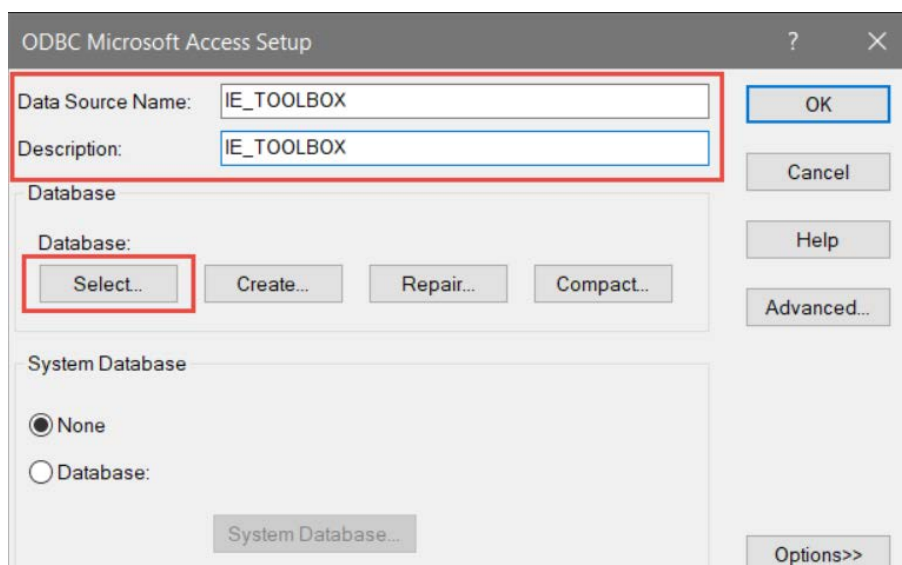 ODBC Microsoft Access Setup ?
Data Source Name: IE_TOOLBOX OK
Description: IE_TOOLBOX
Cancel
Database
Database: Help
Select... Create... Repair... Compact...
Advanced...
System Database
None
Database:
System Database...
Options>>